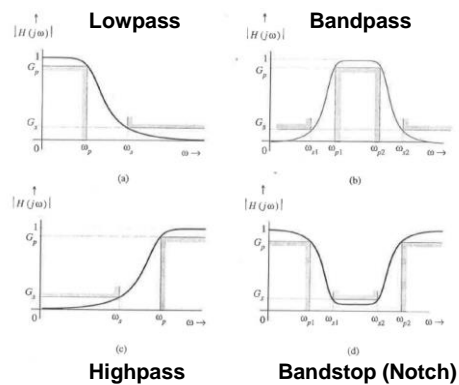 Lowpass
Bandpass
|H(jω)|
1
G_p
G_s
0
ω_p
ω_s
ω→
(a)
|H(jω)|
1
G_p
G_s
0
ω_s1
ω_p1
ω_p2
ω_s2
ω→
(b)
|H(jω)|
1
G_p
G_s
0
ω_s
ω_p
ω→
(c)
|H(jω)|
1
G_p
G_s
0
ω_p1
ω_s1
ω_s2
ω_p2
ω→
(d)
Highpass
Bandstop (Notch)